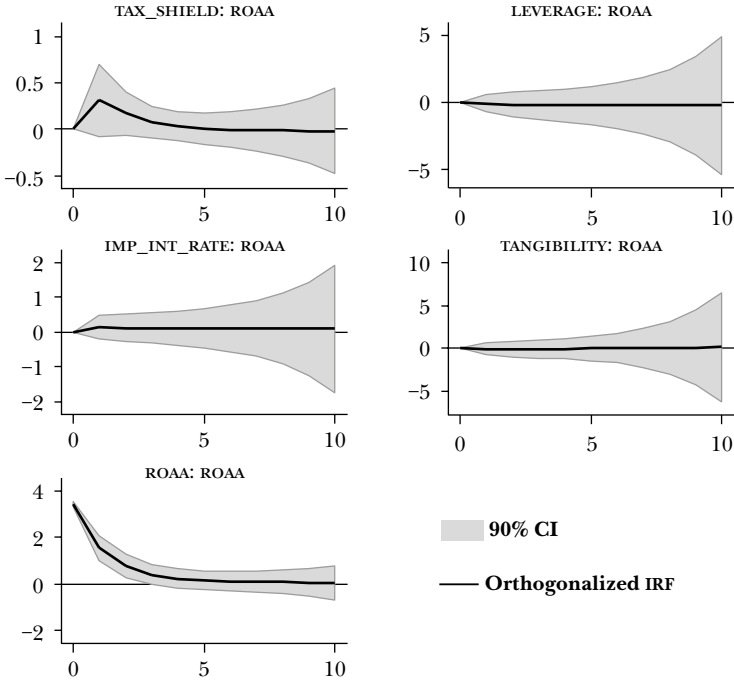 TAX_SHIELD: ROAA
1
0.5
0
−0.5
0 5 10
LEVERAGE: ROAA
5
0
−5
0 5 10
IMP_INT_RATE: ROAA
2
1
0
−1
−2
0 5 10
TANGIBILITY: ROAA
10
5
0
−5
0 5 10
ROAA: ROAA
4
2
0
−2
0 5 10
90% CI
Orthogonalized IRF